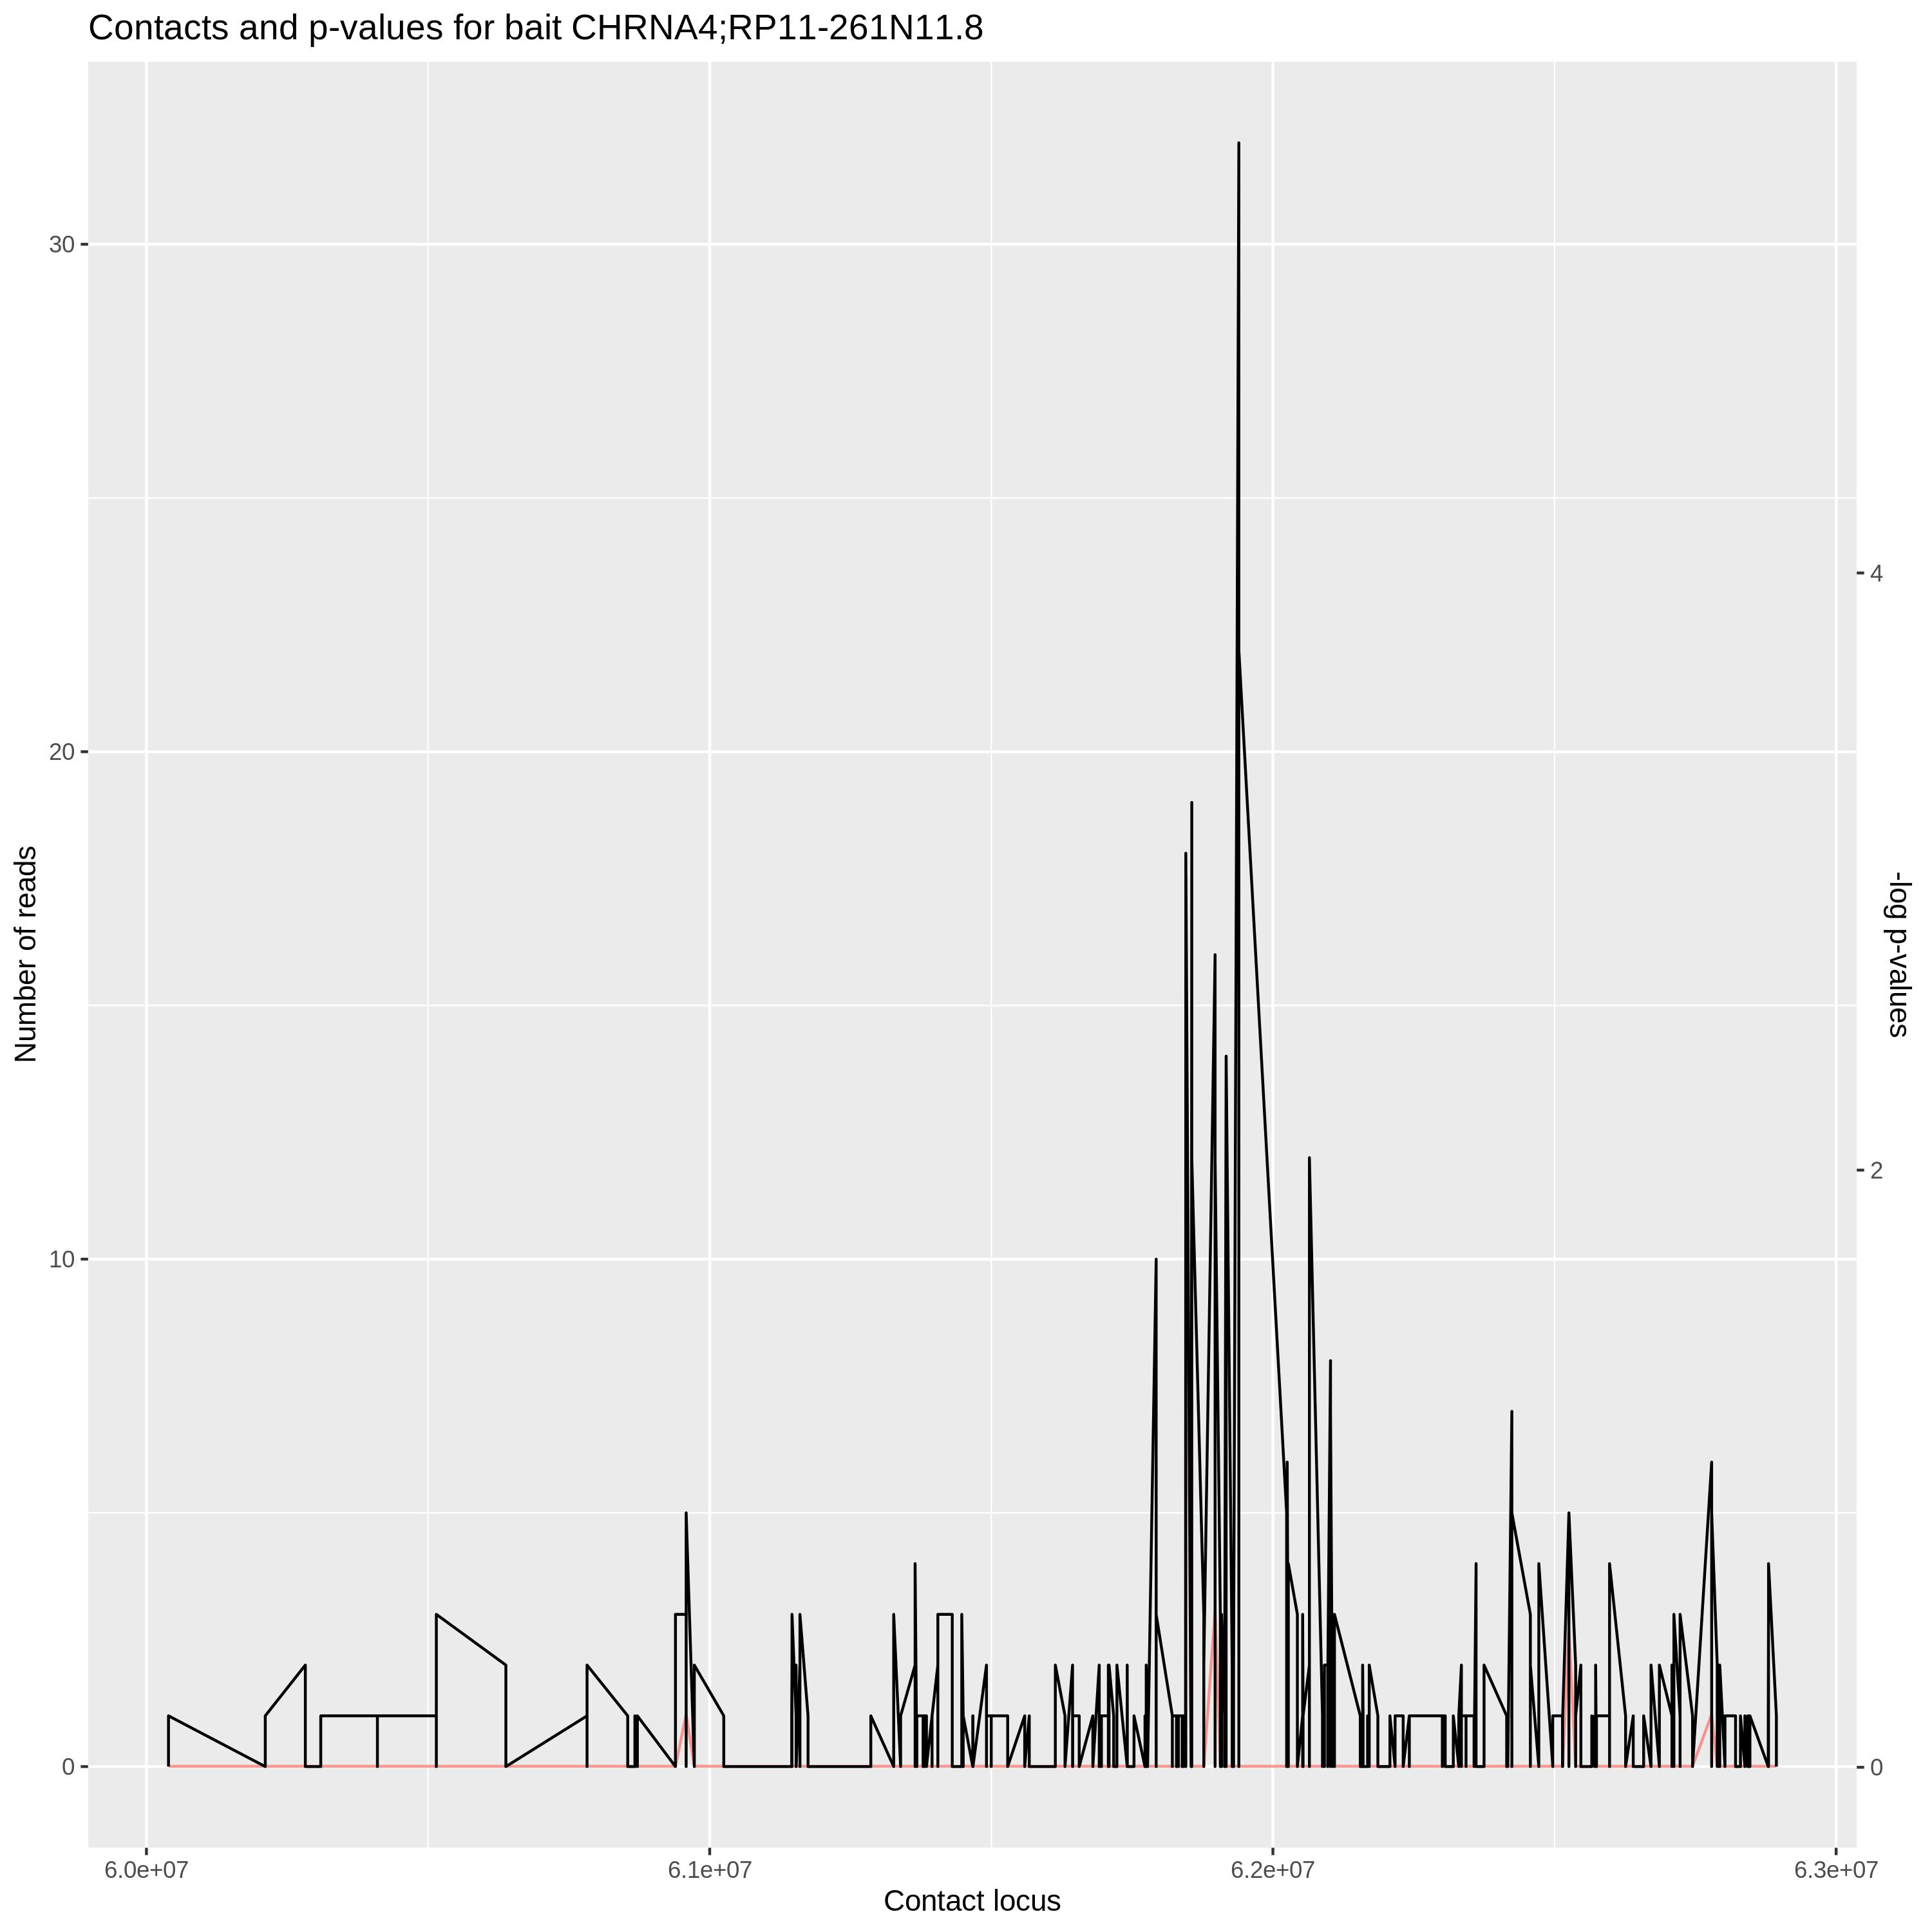 Contacts and p-values for bait CHRNA4;RP11-261N11.8
30
20
10
0
Number of reads
4
2
0
-log p-values
6.0e+07
6.1e+07
6.2e+07
6.3e+07
Contact locus